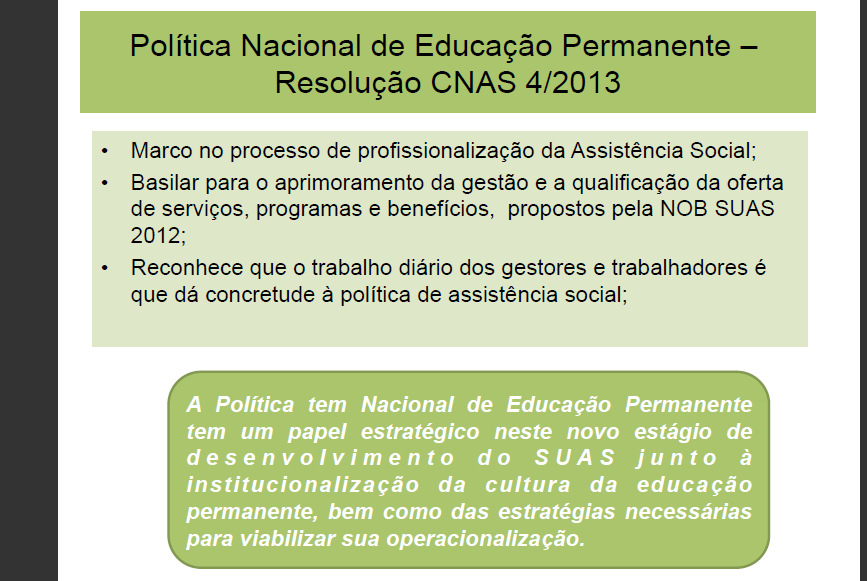 Política Nacional de Educação Permanente –
Resolução CNAS 4/2013
• Marco no processo de profissionalização da Assistência Social;
• Basilar para o aprimoramento da gestão e a qualificação da oferta
de serviços, programas e benefícios, propostos pela NOB SUAS
2012;
• Reconhece que o trabalho diário dos gestores e trabalhadores é
que dá concretude à política de assistência social;
A Política tem Nacional de Educação Permanente
tem um papel estratégico neste novo estágio de
desenvolvimento do SUAS junto à
institucionalização da cultura da educação
permanente, bem como das estratégias necessárias
para viabilizar sua operacionalização.